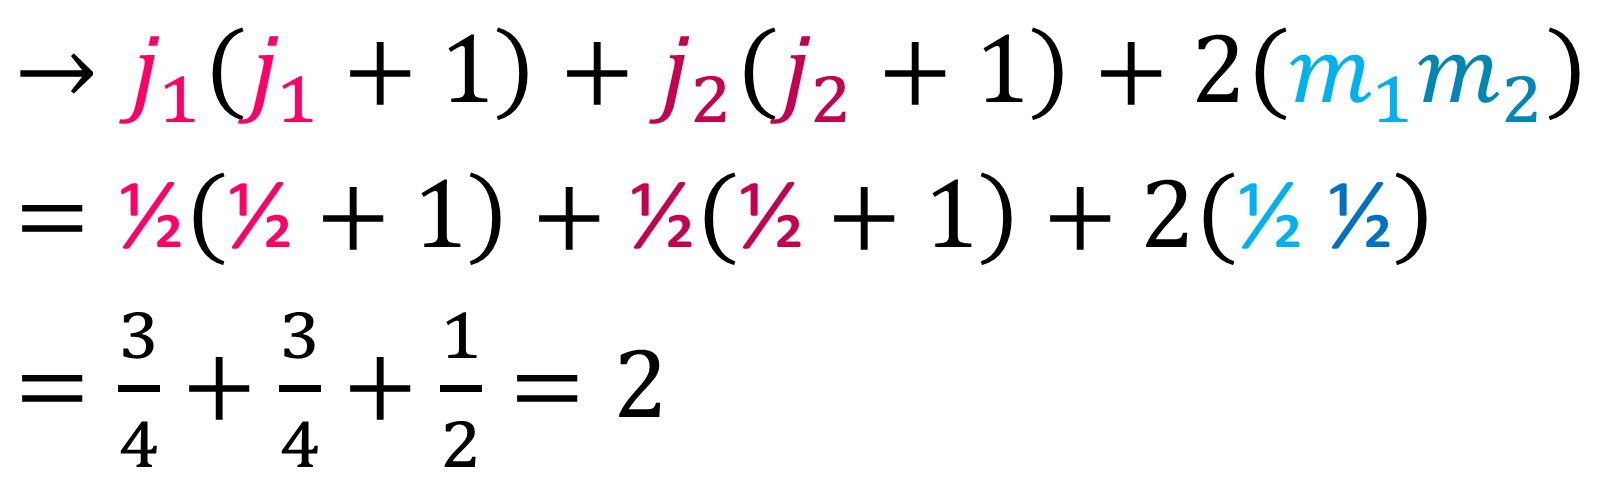 → j₁(j₁ + 1) + j₂(j₂ + 1) + 2(m₁m₂)
= ½(½ + 1) + ½(½ + 1) + 2(½ ½)
= 3/4 + 3/4 + 1/2 = 2